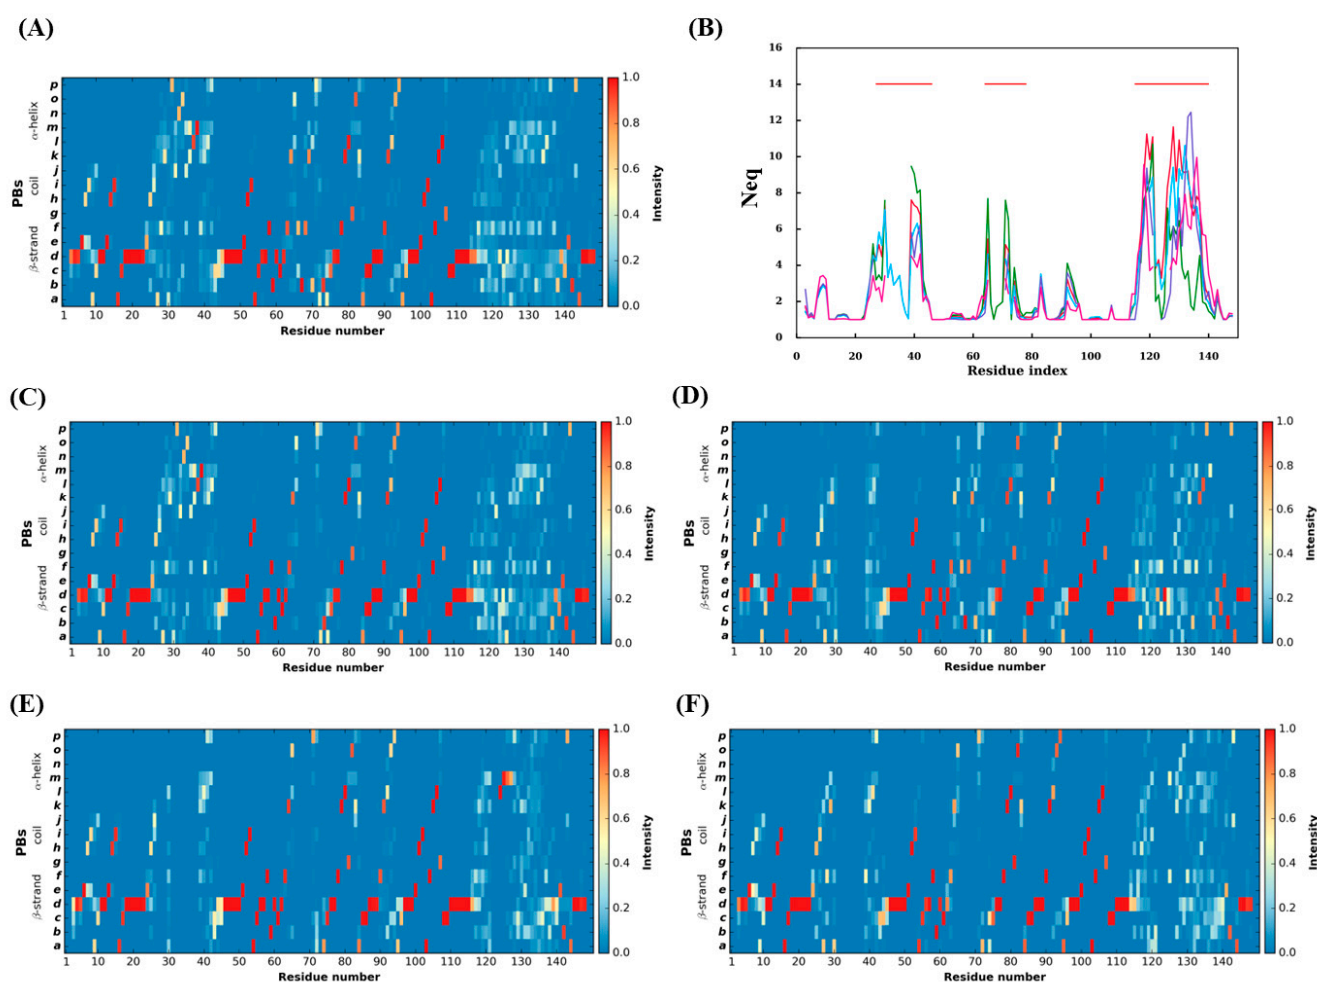 (A)
PBs
α-helix
coil
β-strand
p
o
n
m
l
k
j
i
h
g
f
e
d
c
b
a
1 10 20 30 40 50 60 70 80 90 100 110 120 130 140
Residue number
1.0
0.8
0.6
0.4
0.2
0.0
Intensity
(B)
Neq
16
14
12
10
8
6
4
2
0
0 20 40 60 80 100 120 140
Residue index
(C)
PBs
α-helix
coil
β-strand
p
o
n
m
l
k
j
i
h
g
f
e
d
c
b
a
1 10 20 30 40 50 60 70 80 90 100 110 120 130 140
Residue number
1.0
0.8
0.6
0.4
0.2
0.0
Intensity
(D)
PBs
α-helix
coil
β-strand
p
o
n
m
l
k
j
i
h
g
f
e
d
c
b
a
1 10 20 30 40 50 60 70 80 90 100 110 120 130 140
Residue number
1.0
0.8
0.6
0.4
0.2
0.0
Intensity
(E)
PBs
α-helix
coil
β-strand
p
o
n
m
l
k
j
i
h
g
f
e
d
c
b
a
1 10 20 30 40 50 60 70 80 90 100 110 120 130 140
Residue number
1.0
0.8
0.6
0.4
0.2
0.0
Intensity
(F)
PBs
α-helix
coil
β-strand
p
o
n
m
l
k
j
i
h
g
f
e
d
c
b
a
1 10 20 30 40 50 60 70 80 90 100 110 120 130 140
Residue number
1.0
0.8
0.6
0.4
0.2
0.0
Intensity